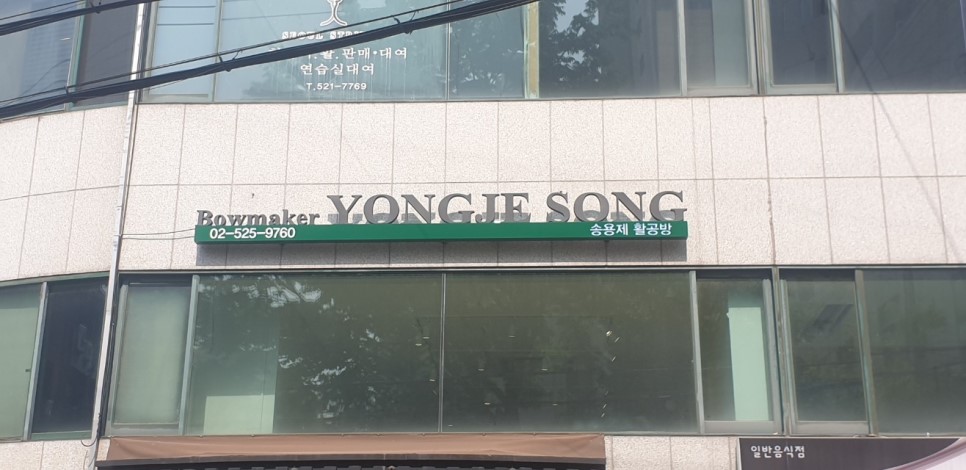 판매·대여
연습실대여
T.521-7769
Bowmaker YONGJE SONG
02-525-9760
송용제 활공방
일반음식점